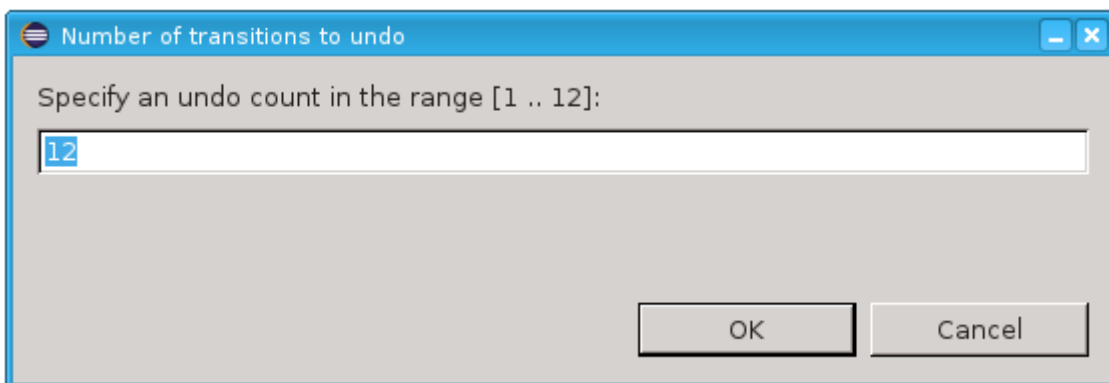 Number of transitions to undo
Specify an undo count in the range [1 .. 12]:
12
OK Cancel